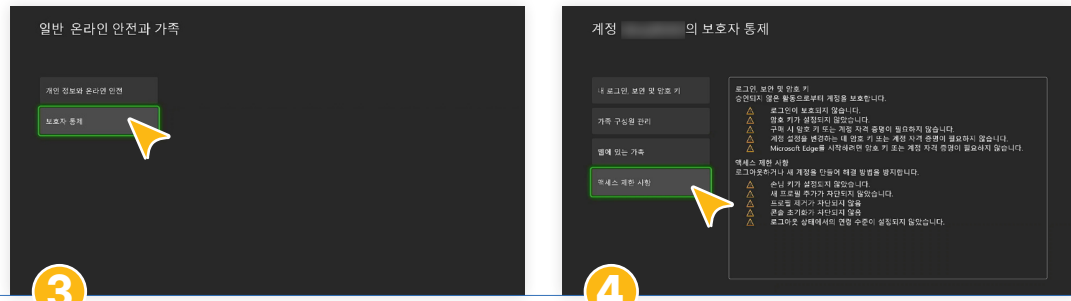 일반 온라인 안전과 가족
개인 정보와 온라인 안전
보호자 통제
3
계정 의 보호자 통제
내 로그인, 보안 및 암호 키
가족 구성원 관리
앱에 있는 가족
액세스 제한 사항
로그인, 보안 및 암호 키
승인되지 않은 활동으로부터 계정을 보호합니다.
로그인이 보호되지 않습니다.
암호 키가 설정되지 않았습니다.
구매 시 암호 키 또는 계정 자격 증명이 필요하지 않습니다.
계정 설정을 변경하는 데 암호 키 또는 계정 자격 증명이 필요하지 않습니다.
Microsoft Edge를 시작하려면 암호 키 또는 계정 자격 증명이 필요하지 않습니다.
액세스 제한 사항
로그아웃하거나 새 계정을 만들어 해결 방법을 방지합니다.
손님 키가 설정되지 않았습니다.
새 프로필 추가가 차단되지 않았습니다.
프로필 제거가 차단되지 않음
콘솔 초기화가 차단되지 않음
로그아웃 상태에서의 연령 수준이 설정되지 않았습니다.
4